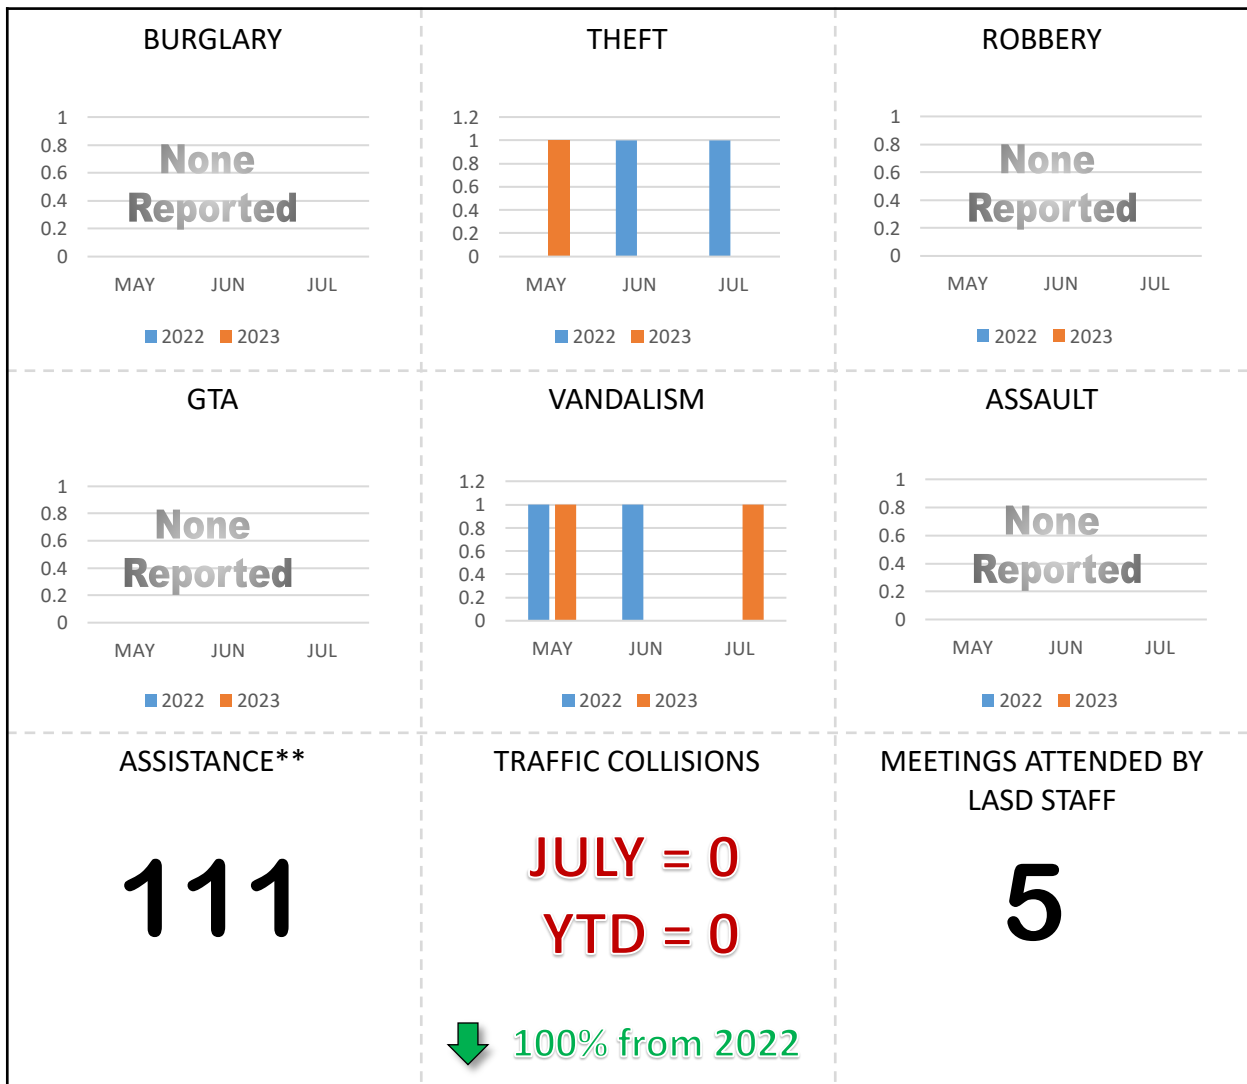 BURGLARY
1
0.8
0.6
0.4
0.2
0
None
Reported
MAY JUN JUL
2022 2023
THEFT
1.2
1
0.8
0.6
0.4
0.2
0
MAY JUN JUL
2022 2023
ROBBERY
1
0.8
0.6
0.4
0.2
0
None
Reported
MAY JUN JUL
2022 2023
GTA
1
0.8
0.6
0.4
0.2
0
None
Reported
MAY JUN JUL
2022 2023
VANDALISM
1.2
1
0.8
0.6
0.4
0.2
0
MAY JUN JUL
2022 2023
ASSAULT
1
0.8
0.6
0.4
0.2
0
None
Reported
MAY JUN JUL
2022 2023
ASSISTANCE**
111
TRAFFIC COLLISIONS
JULY = 0
YTD = 0
100% from 2022
MEETINGS ATTENDED BY
LASD STAFF
5